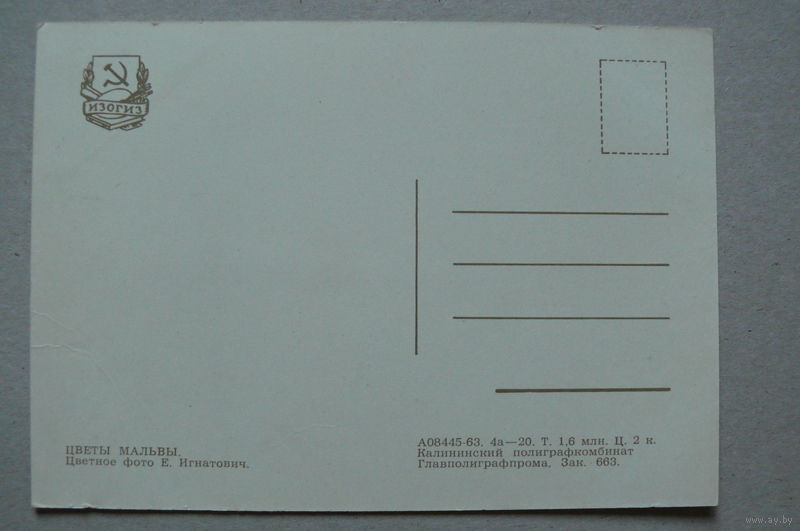 ИЗОГИЗ
ЦВЕТЫ МАЛЬВЫ.
Цветное фото Е. Игнатович.
А08445-63. 4а—20. Т. 1,6 млн. Ц. 2 к.
Калининский полиграфкомбинат
Главполиграфпрома. Зак. 663.
www.ay.by